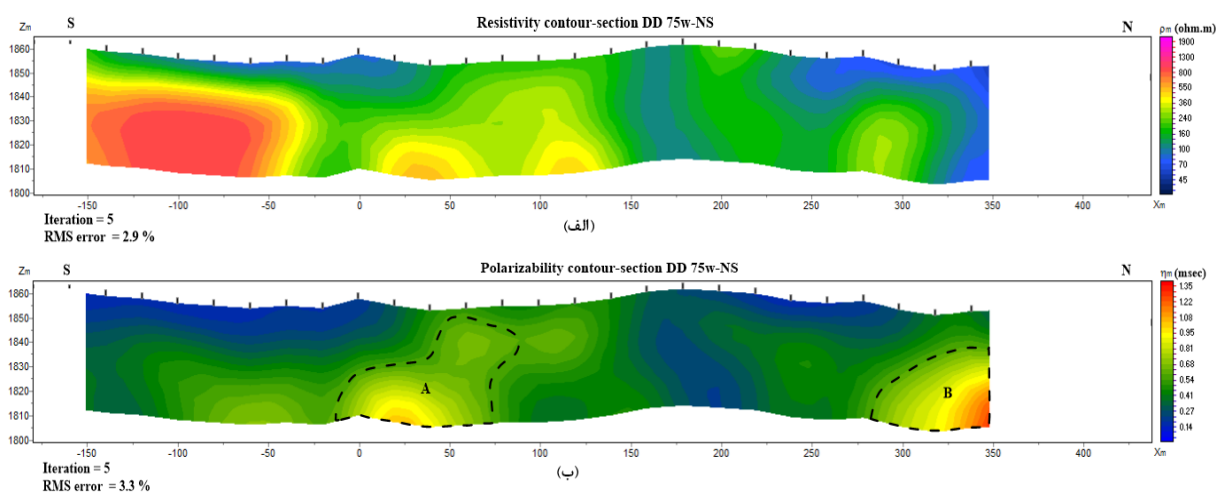 Resistivity contour-section DD 75w-NS
Zm S N ρm (ohm.m)
1860
1850
1840
1830
1820
1810
1800
1900
1300
800
550
360
240
160
100
70
45
-150 -100 -50 0 50 100 150 200 250 300 350 400 Xm
Iteration = 5
RMS error = 2.9 %
(الف)
Polarizability contour-section DD 75w-NS
Zm S N ηm (msec)
1860
1850
1840
1830
1820
1810
1800
A
B
1.35
1.22
1.08
0.95
0.81
0.68
0.54
0.41
0.27
0.14
-150 -100 -50 0 50 100 150 200 250 300 350 400 Xm
Iteration = 5
RMS error = 3.3 %
(ب)